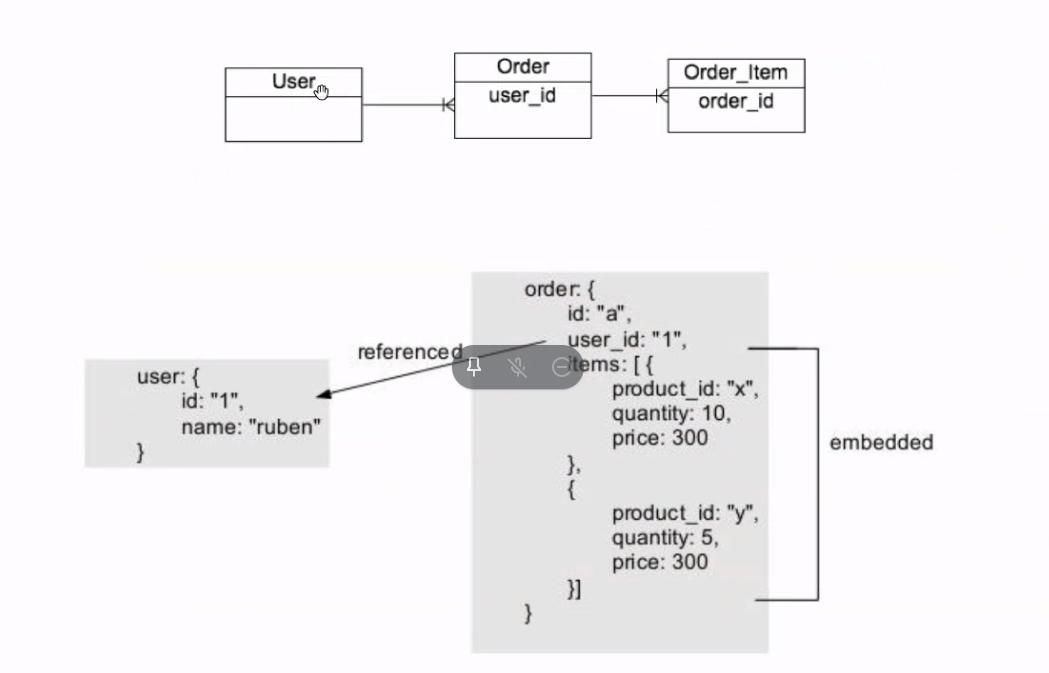 User
Order
user_id
Order_Item
order_id
order: {
id: "a",
user_id: "1",
items: [ {
product_id: "x",
quantity: 10,
price: 300
},
{
product_id: "y",
quantity: 5,
price: 300
}]
}
referenced
user: {
id: "1",
name: "ruben"
}
embedded